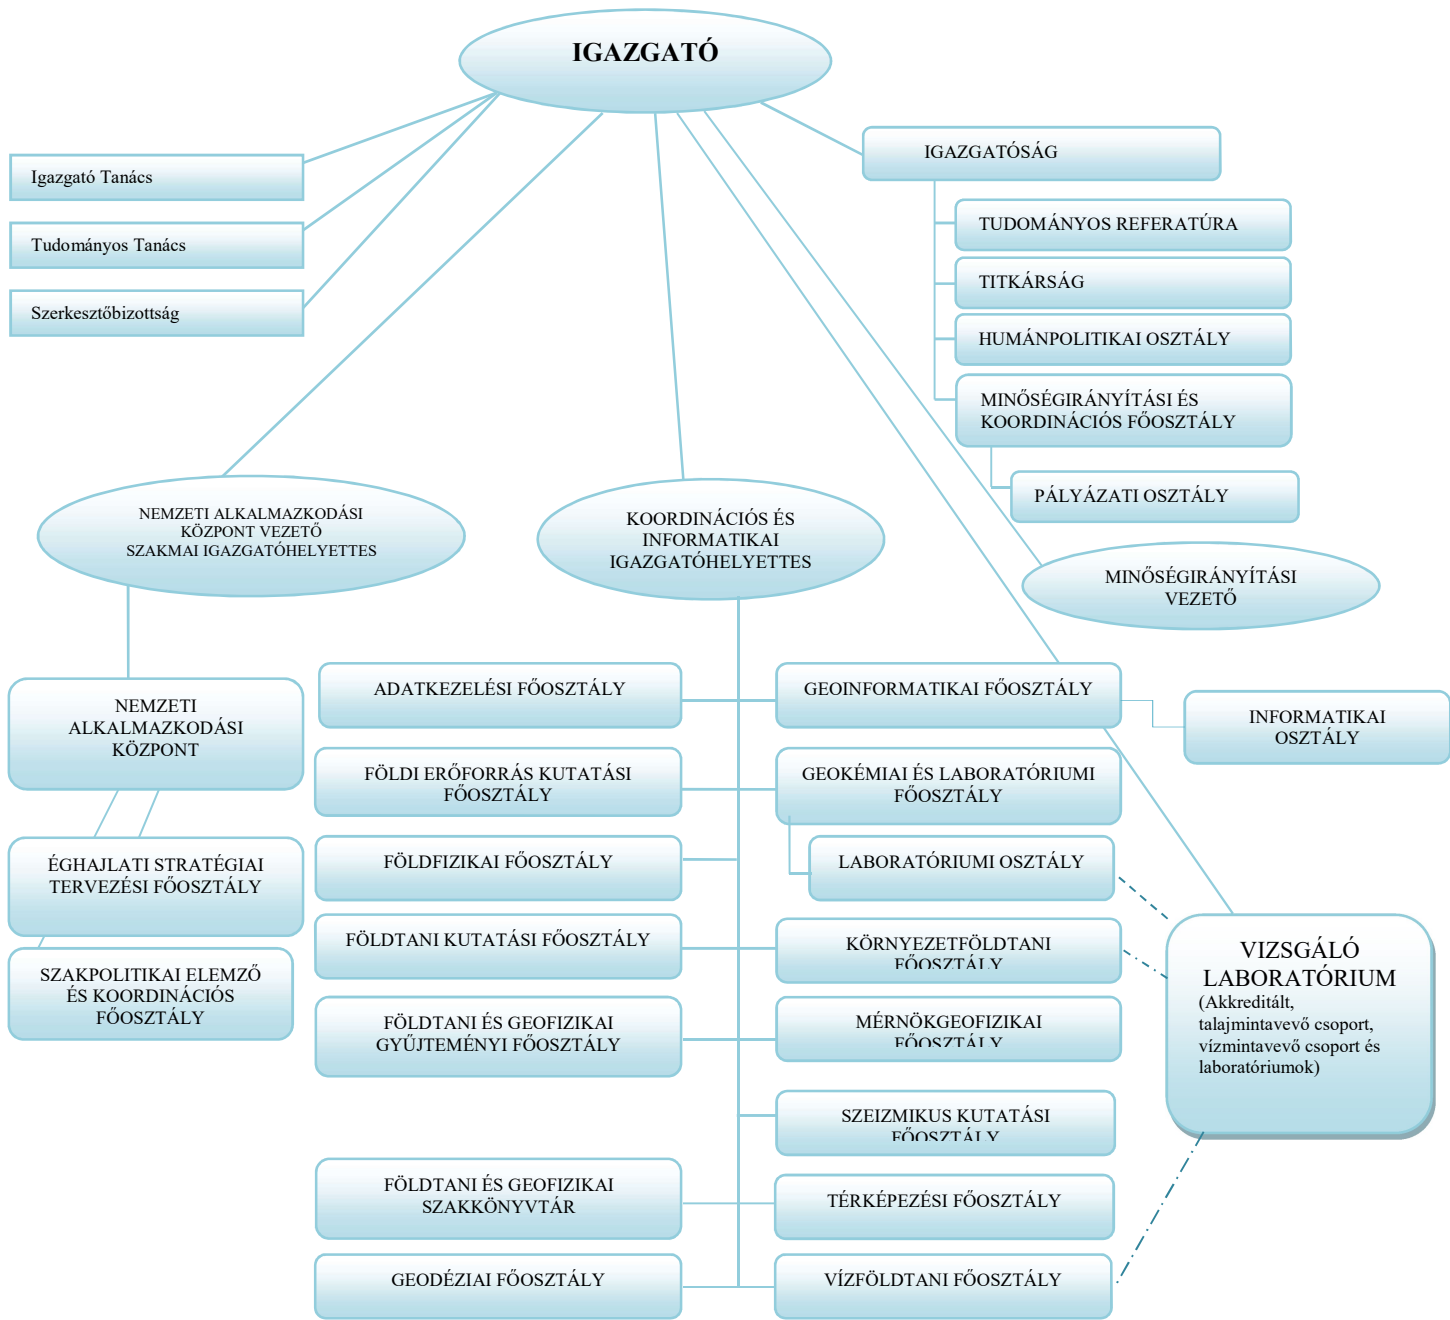 IGAZGATÓ
Igazgató Tanács
Tudományos Tanács
Szerkesztőbizottság
IGAZGATÓSÁG
TUDOMÁNYOS REFERATÚRA
TITKÁRSÁG
HUMÁNPOLITIKAI OSZTÁLY
MINŐSÉGIRÁNYÍTÁSI ÉS
KOORDINÁCIÓS FŐOSZTÁLY
PÁLYÁZATI OSZTÁLY
NEMZETI ALKALMAZKODÁSI
KÖZPONT VEZETŐ
SZAKMAI IGAZGATÓHELYETTES
KOORDINÁCIÓS ÉS
INFORMATIKAI
IGAZGATÓHELYETTES
MINŐSÉGIRÁNYÍTÁSI
VEZETŐ
NEMZETI
ALKALMAZKODÁSI
KÖZPONT
ÉGHAJLATI STRATÉGIAI
TERVEZÉSI FŐOSZTÁLY
SZAKPOLITIKAI ELEMZŐ
ÉS KOORDINÁCIÓS
FŐOSZTÁLY
ADATKEZELÉSI FŐOSZTÁLY
FÖLDI ERŐFORRÁS KUTATÁSI
FŐOSZTÁLY
FÖLDFIZIKAI FŐOSZTÁLY
FÖLDTANI KUTATÁSI FŐOSZTÁLY
FÖLDTANI ÉS GEOFIZIKAI
GYŰJTEMÉNYI FŐOSZTÁLY
FÖLDTANI ÉS GEOFIZIKAI
SZAKKÖNYVTÁR
GEODÉZIAI FŐOSZTÁLY
GEOINFORMATIKAI FŐOSZTÁLY
GEOKÉMIAI ÉS LABORATÓRIUMI
FŐOSZTÁLY
LABORATÓRIUMI OSZTÁLY
KÖRNYEZETFÖLDTANI
FŐOSZTÁLY
MÉRNÖKGEOFIZIKAI
FŐOSZTÁLY
SZEIZMIKUS KUTATÁSI
FŐOSZTÁLY
TÉRKÉPEZÉSI FŐOSZTÁLY
VÍZFÖLDTANI FŐOSZTÁLY
INFORMATIKAI
OSZTÁLY
VIZSGÁLÓ
LABORATÓRIUM
(Akkreditált,
talajmintavevő csoport,
vízmintavevő csoport és
laboratóriumok)